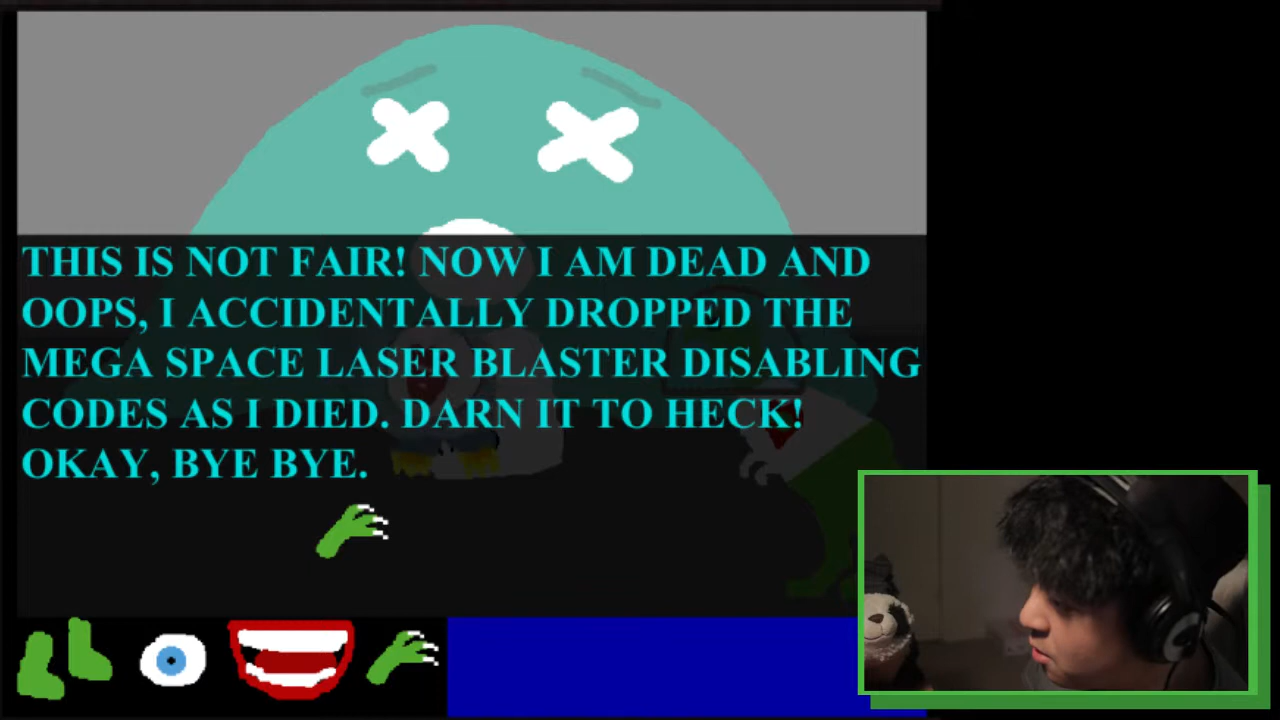 THIS IS NOT FAIR! NOW I AM DEAD AND
OOPS, I ACCIDENTALLY DROPPED THE
MEGA SPACE LASER BLASTER DISABLING
CODES AS I DIED. DARN IT TO HECK!
OKAY, BYE BYE.